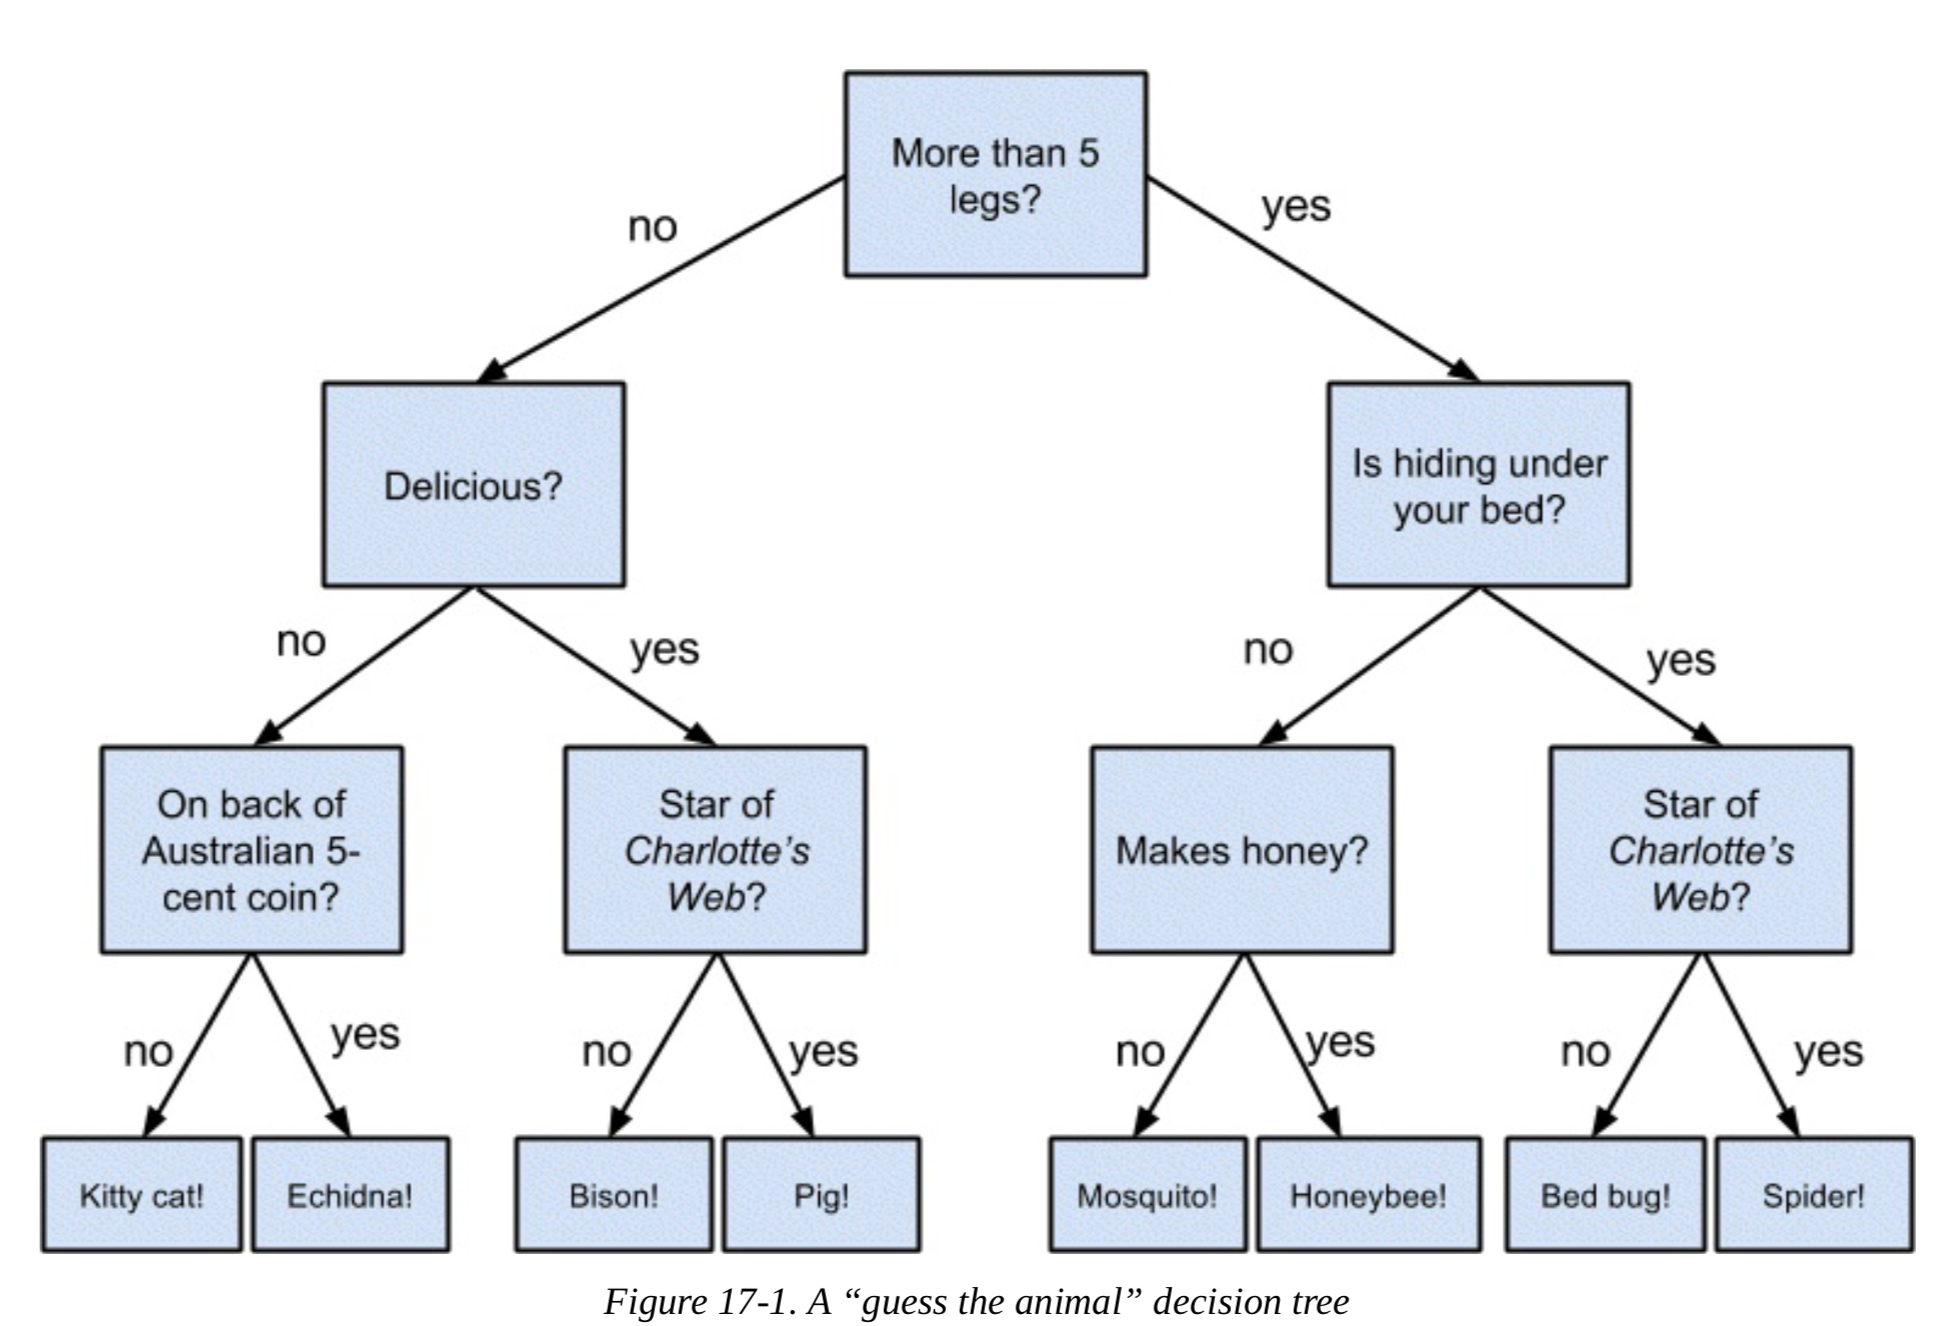 More than 5
legs?
no
yes
Delicious?
Is hiding under
your bed?
no
yes
no
yes
On back of
Australian 5-
cent coin?
Star of
Charlotte’s
Web?
Makes honey?
Star of
Charlotte’s
Web?
no
yes
no
yes
no
yes
no
yes
Kitty cat!
Echidna!
Bison!
Pig!
Mosquito!
Honeybee!
Bed bug!
Spider!
Figure 17-1. A “guess the animal” decision tree